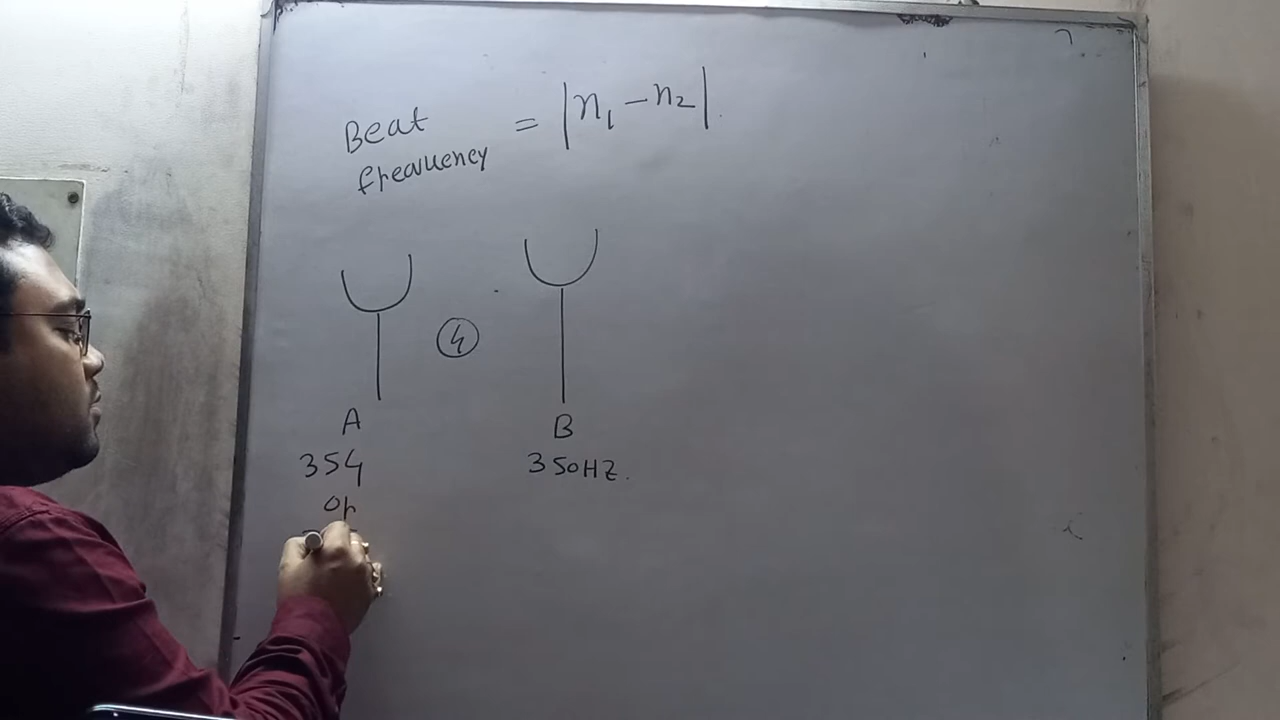 Beat
frequency = |n₁ - n₂|
4
A B
354 350HZ.
or